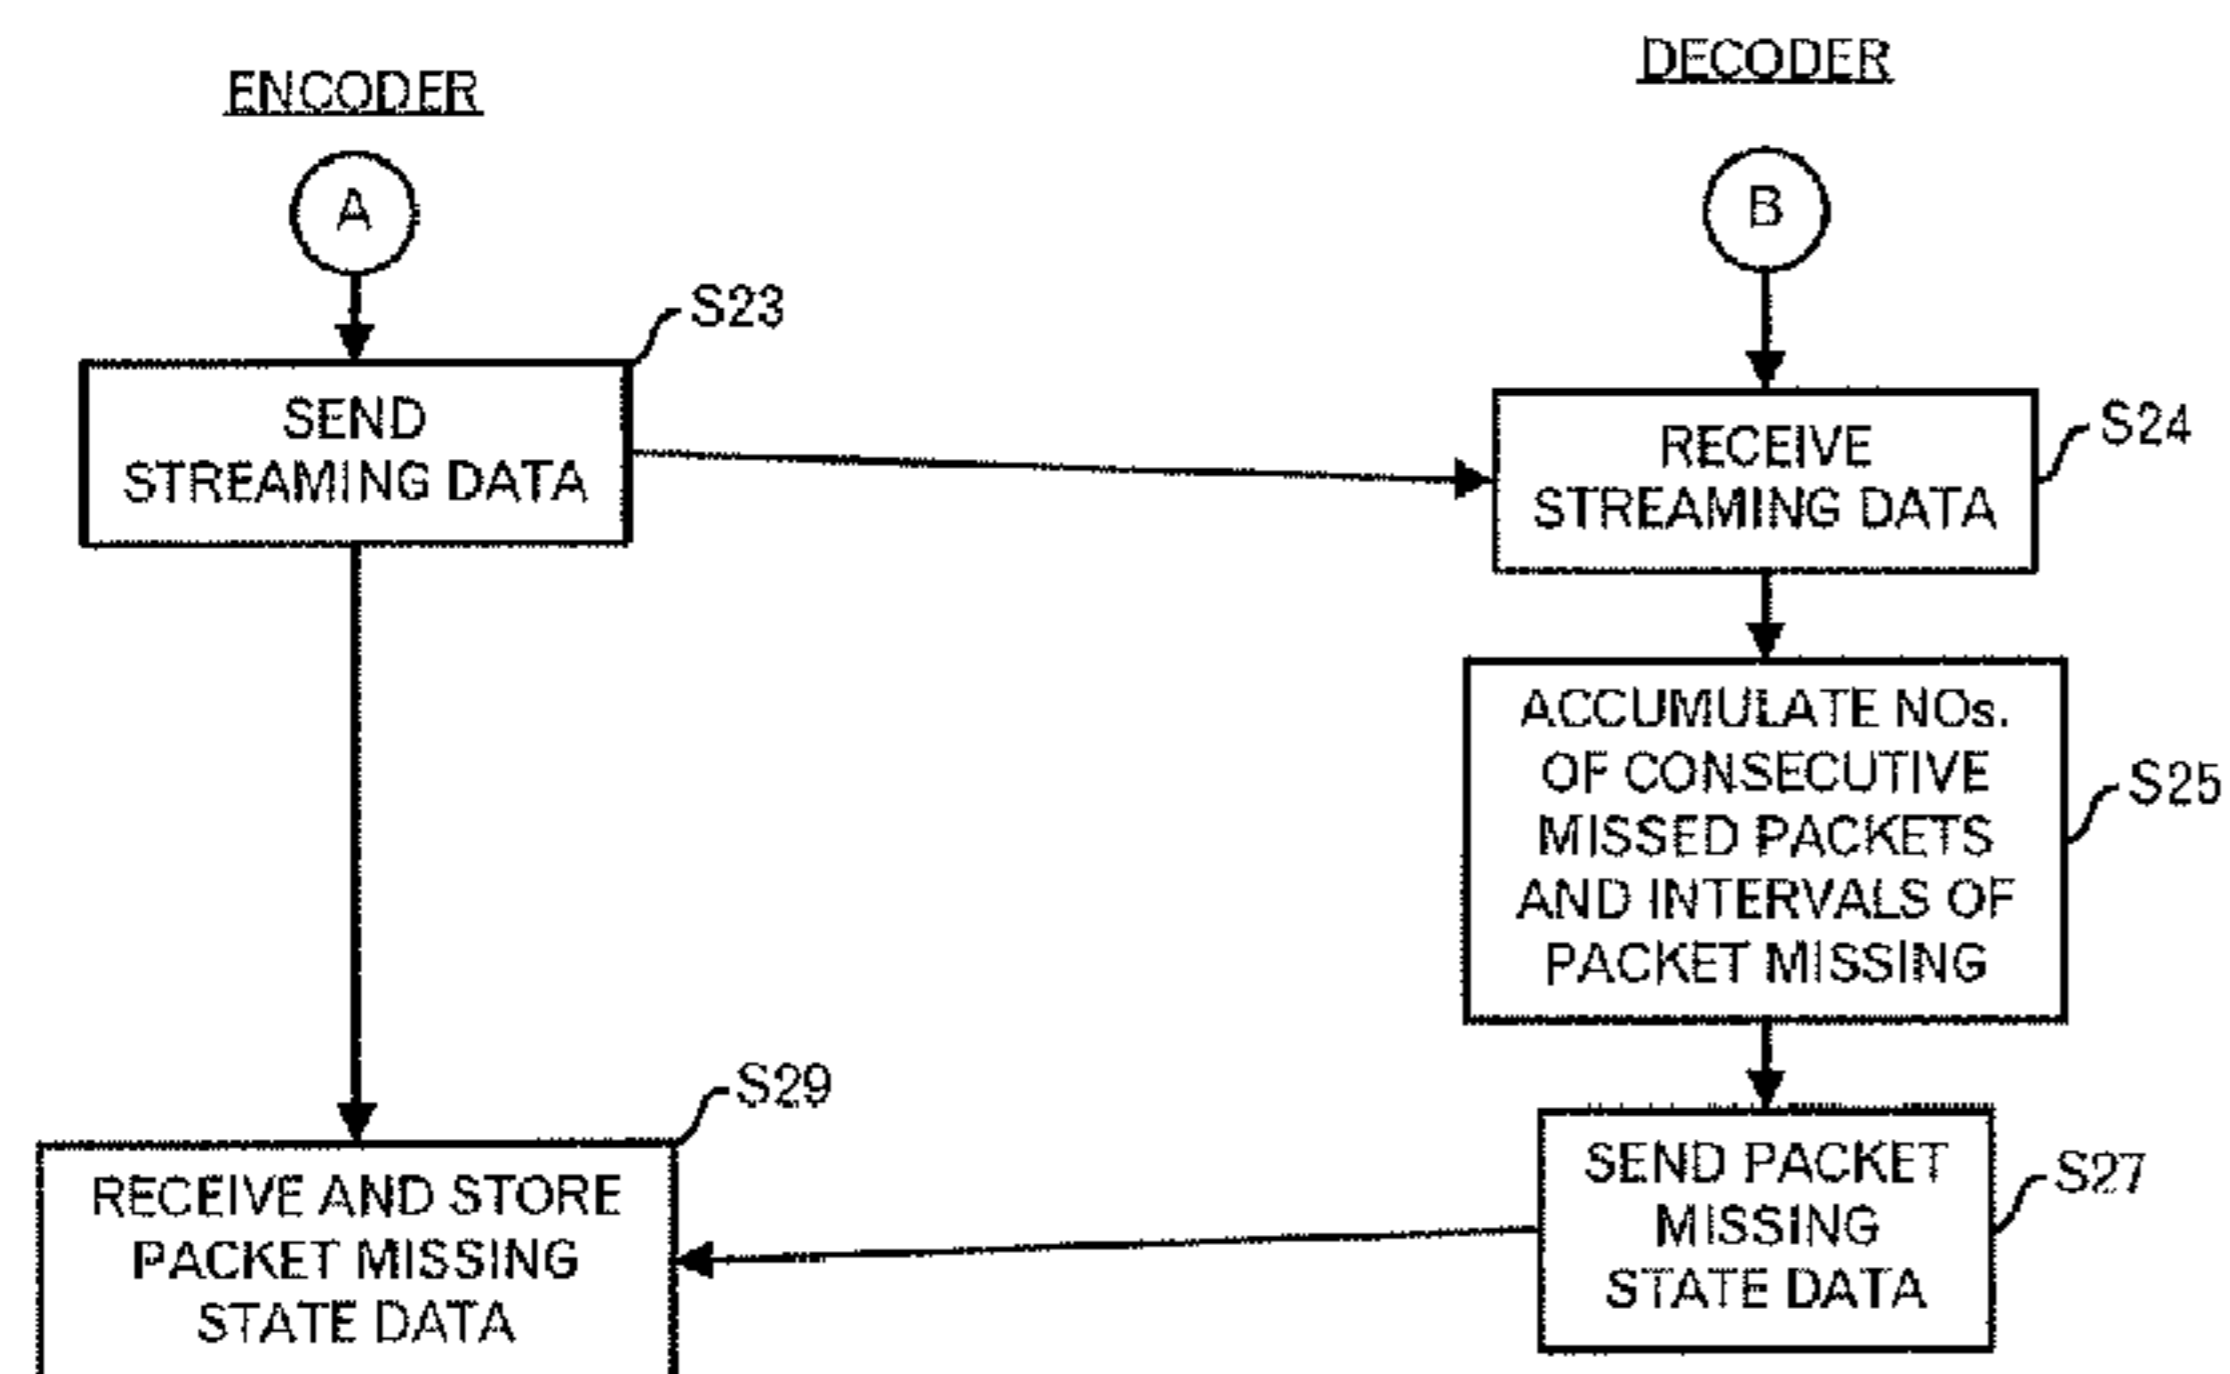 ENCODER
DECODER
A
B
S23
SEND
STREAMING DATA
S24
RECEIVE
STREAMING DATA
S25
ACCUMULATE NOs.
OF CONSECUTIVE
MISSED PACKETS
AND INTERVALS OF
PACKET MISSING
S29
RECEIVE AND STORE
PACKET MISSING
STATE DATA
S27
SEND PACKET
MISSING
STATE DATA